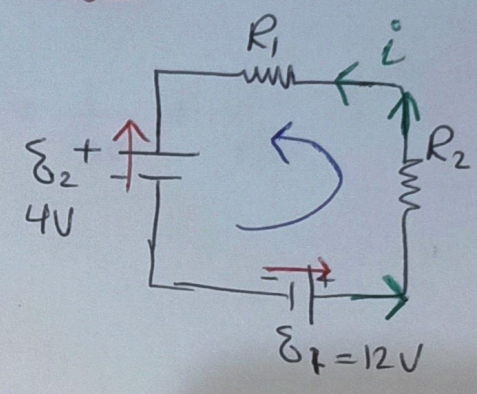 R₁
i
ℰ₂ +
-
R₂
4V
- +
ℰ₁ = 12V